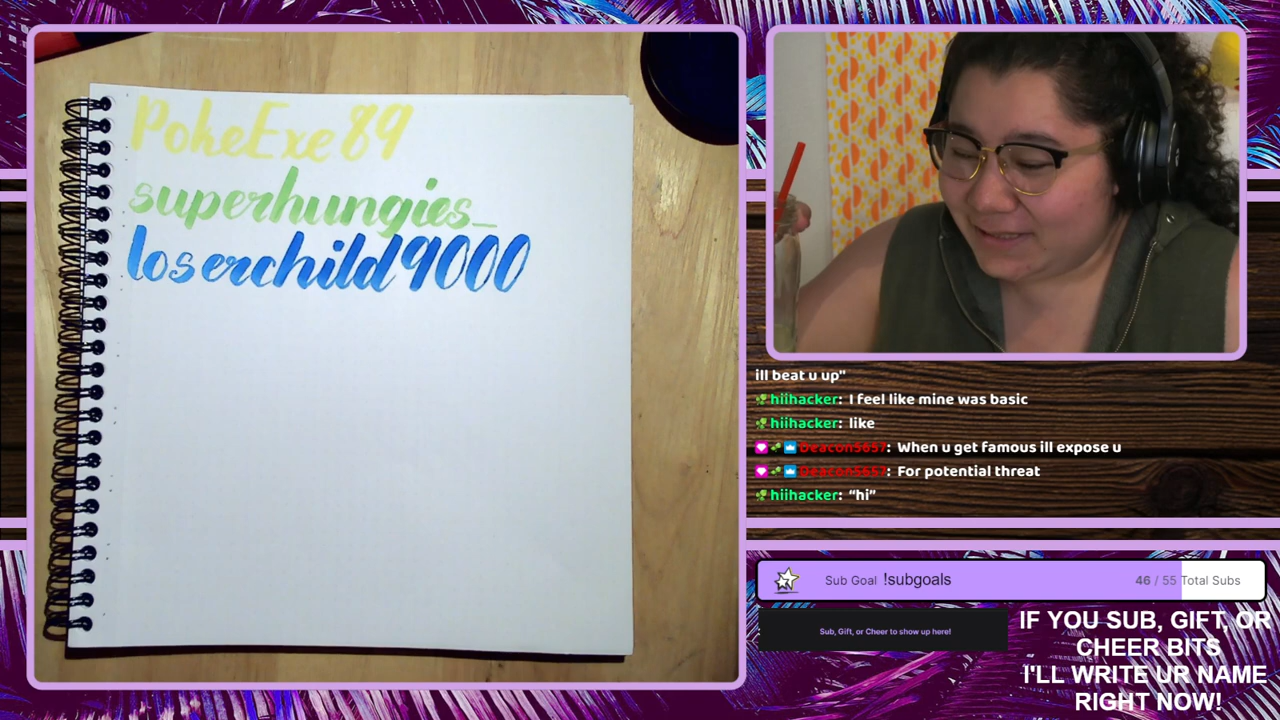 PokeExe89
superhungies_
loserchild9000
ill beat u up"
hiihacker: I feel like mine was basic
hiihacker: like
Deacon5657: When u get famous ill expose u
Deacon5657: For potential threat
hiihacker: “hi”
Sub Goal !subgoals 46 / 55 Total Subs
Sub, Gift, or Cheer to show up here!
IF YOU SUB, GIFT, OR
CHEER BITS
I'LL WRITE UR NAME
RIGHT NOW!